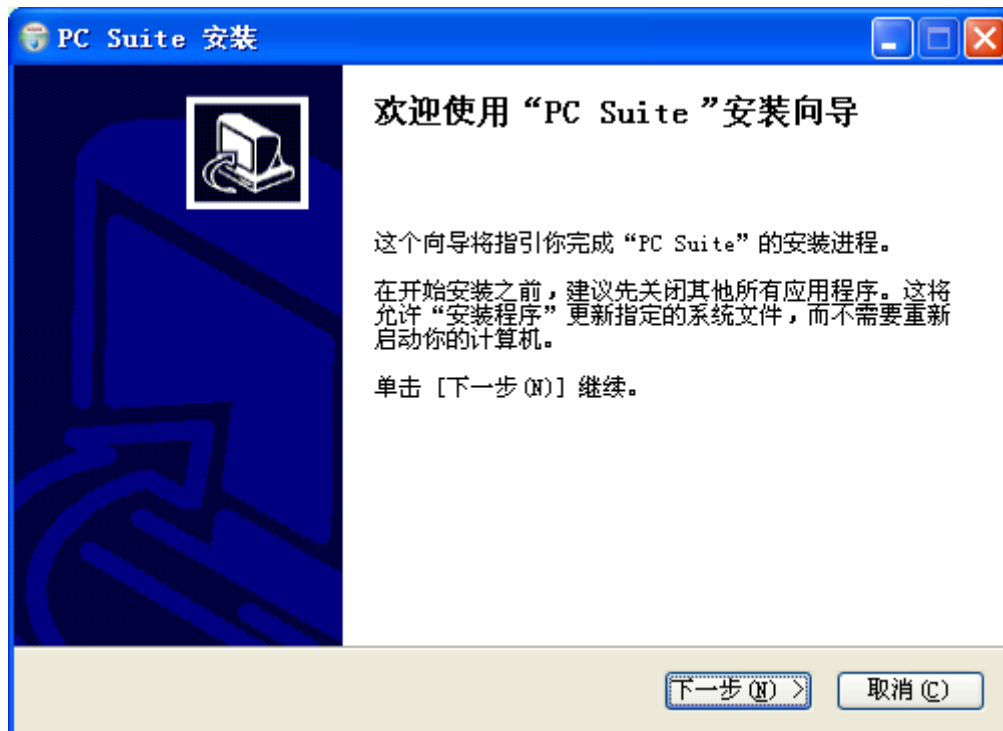 PC Suite 安装
欢迎使用“PC Suite”安装向导
这个向导将指引你完成“PC Suite”的安装进程。
在开始安装之前，建议先关闭其他所有应用程序。这将
允许“安装程序”更新指定的系统文件，而不需要重新
启动你的计算机。
单击 [下一步(N)] 继续。
下一步(N) >
取消(C)